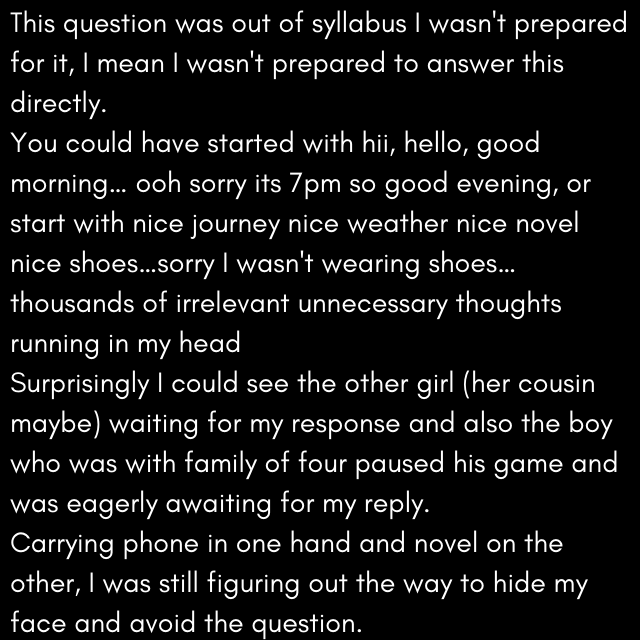 This question was out of syllabus I wasn't prepared
for it, I mean I wasn't prepared to answer this
directly.
You could have started with hii, hello, good
morning... ooh sorry its 7pm so good evening, or
start with nice journey nice weather nice novel
nice shoes...sorry I wasn't wearing shoes...
thousands of irrelevant unnecessary thoughts
running in my head
Surprisingly I could see the other girl (her cousin
maybe) waiting for my response and also the boy
who was with family of four paused his game and
was eagerly awaiting for my reply.
Carrying phone in one hand and novel on the
other, I was still figuring out the way to hide my
face and avoid the question.